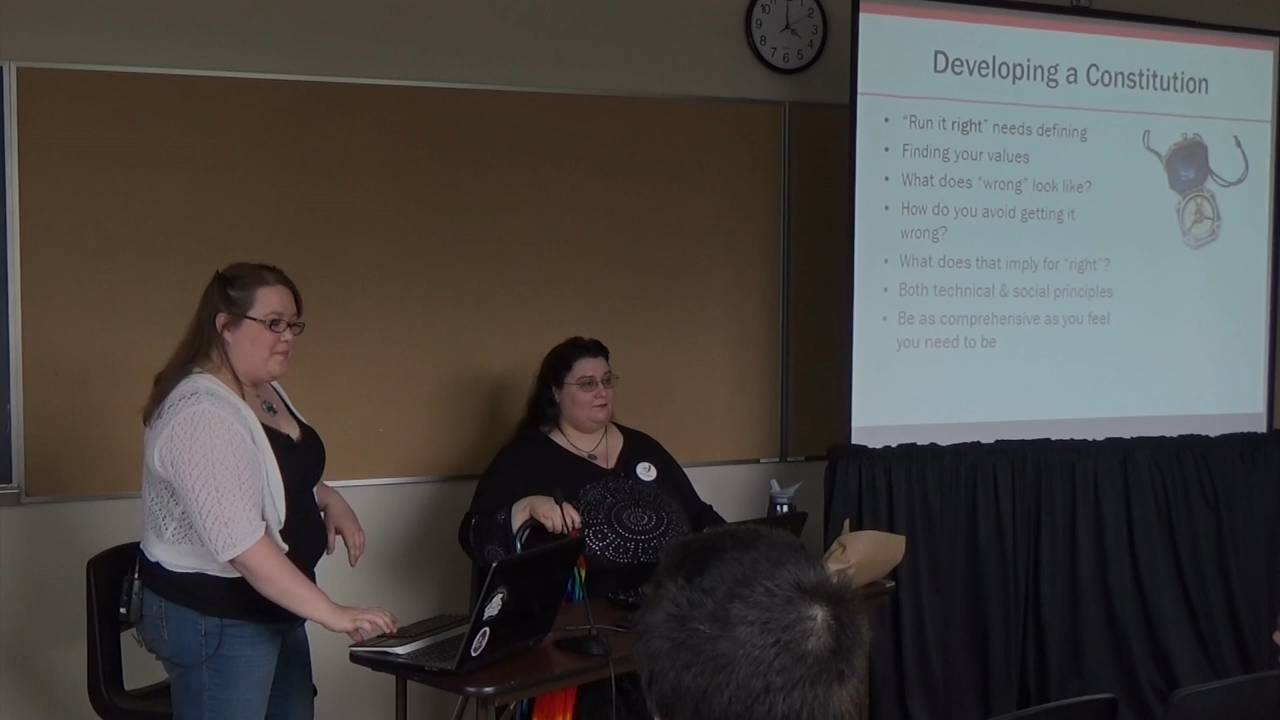 Developing a Constitution
• “Run it right” needs defining
• Finding your values
• What does “wrong” look like?
• How do you avoid getting it
wrong?
• What does that imply for “right”?
• Both technical & social principles
• Be as comprehensive as you feel
you need to be